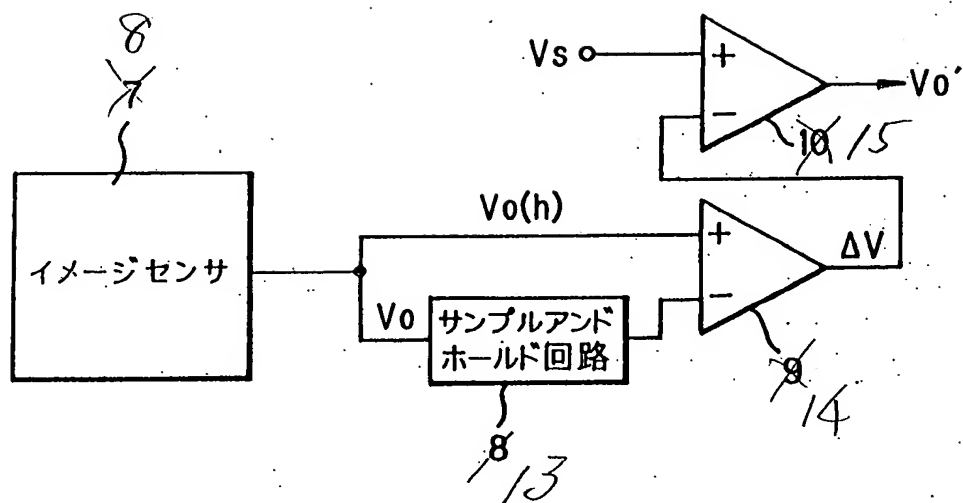 8
7
Vs
+
−
Vo´
10 15
Vo(h)
+
ΔV
イメージセンサ
Vo
サンプルアンド
ホールド回路
−
9
14
8
13